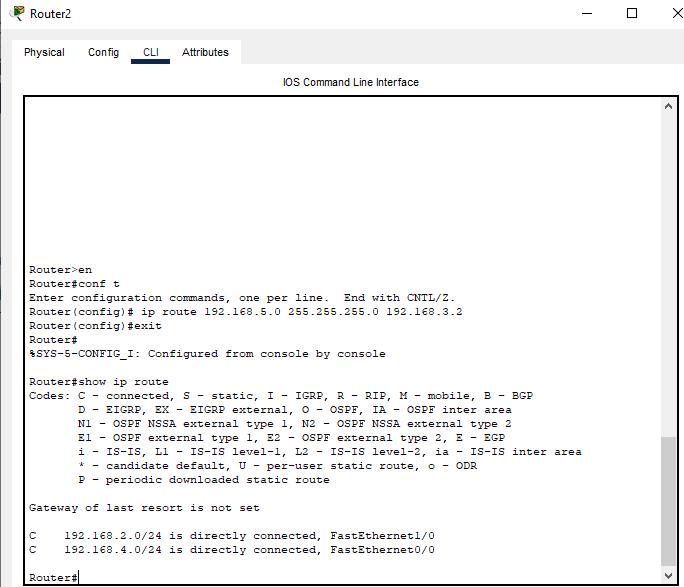 Router2
Physical Config CLI Attributes
IOS Command Line Interface
Router>en
Router#conf t
Enter configuration commands, one per line.  End with CNTL/Z.
Router(config)# ip route 192.168.5.0 255.255.255.0 192.168.3.2
Router(config)#exit
Router#
%SYS-5-CONFIG_I: Configured from console by console
Router#show ip route
Codes: C - connected, S - static, I - IGRP, R - RIP, M - mobile, B - BGP
       D - EIGRP, EX - EIGRP external, O - OSPF, IA - OSPF inter area
       N1 - OSPF NSSA external type 1, N2 - OSPF NSSA external type 2
       E1 - OSPF external type 1, E2 - OSPF external type 2, E - EGP
       i - IS-IS, L1 - IS-IS level-1, L2 - IS-IS level-2, ia - IS-IS inter area
       * - candidate default, U - per-user static route, o - ODR
       P - periodic downloaded static route
Gateway of last resort is not set
C    192.168.2.0/24 is directly connected, FastEthernet1/0
C    192.168.4.0/24 is directly connected, FastEthernet0/0
Router#